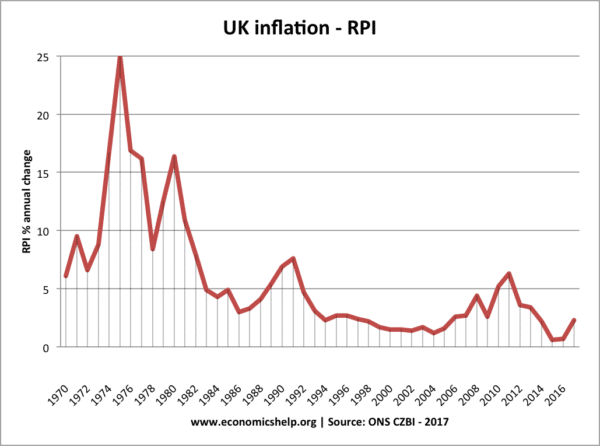 UK inflation - RPI
RPI % annual change
25
20
15
10
5
0
1970 1972 1974 1976 1978 1980 1982 1984 1986 1988 1990 1992 1994 1996 1998 2000 2002 2004 2006 2008 2010 2012 2014 2016
www.economicshelp.org | Source: ONS CZBI - 2017